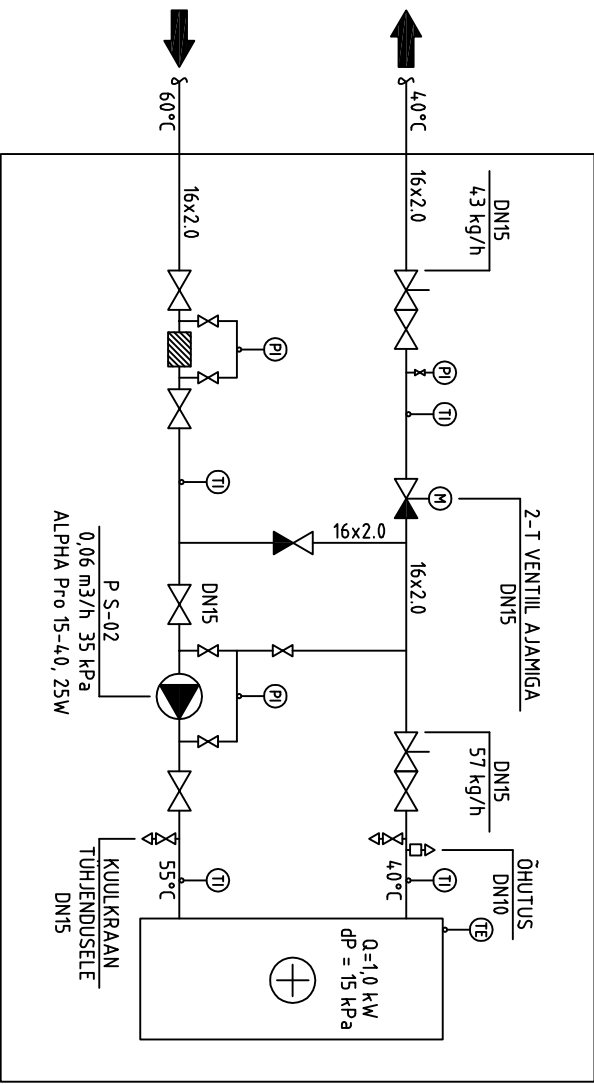 40°C
60°C
16x2.0
16x2.0
DN15
43 kg/h
PI
TI
PI
TI
M
2-T VENTIIL AJAMIGA
DN15
16x2.0
16x2.0
DN15
P S-02
0,06 m3/h 35 kPa
ALPHA Pro 15-40, 25W
PI
DN15
57 kg/h
ÕHUTUS
DN10
TI
40°C
TI
55°C
KUULKRAAN
TÜHJENDUSELE
DN15
TE
Q=1,0 kW
dP = 15 kPa